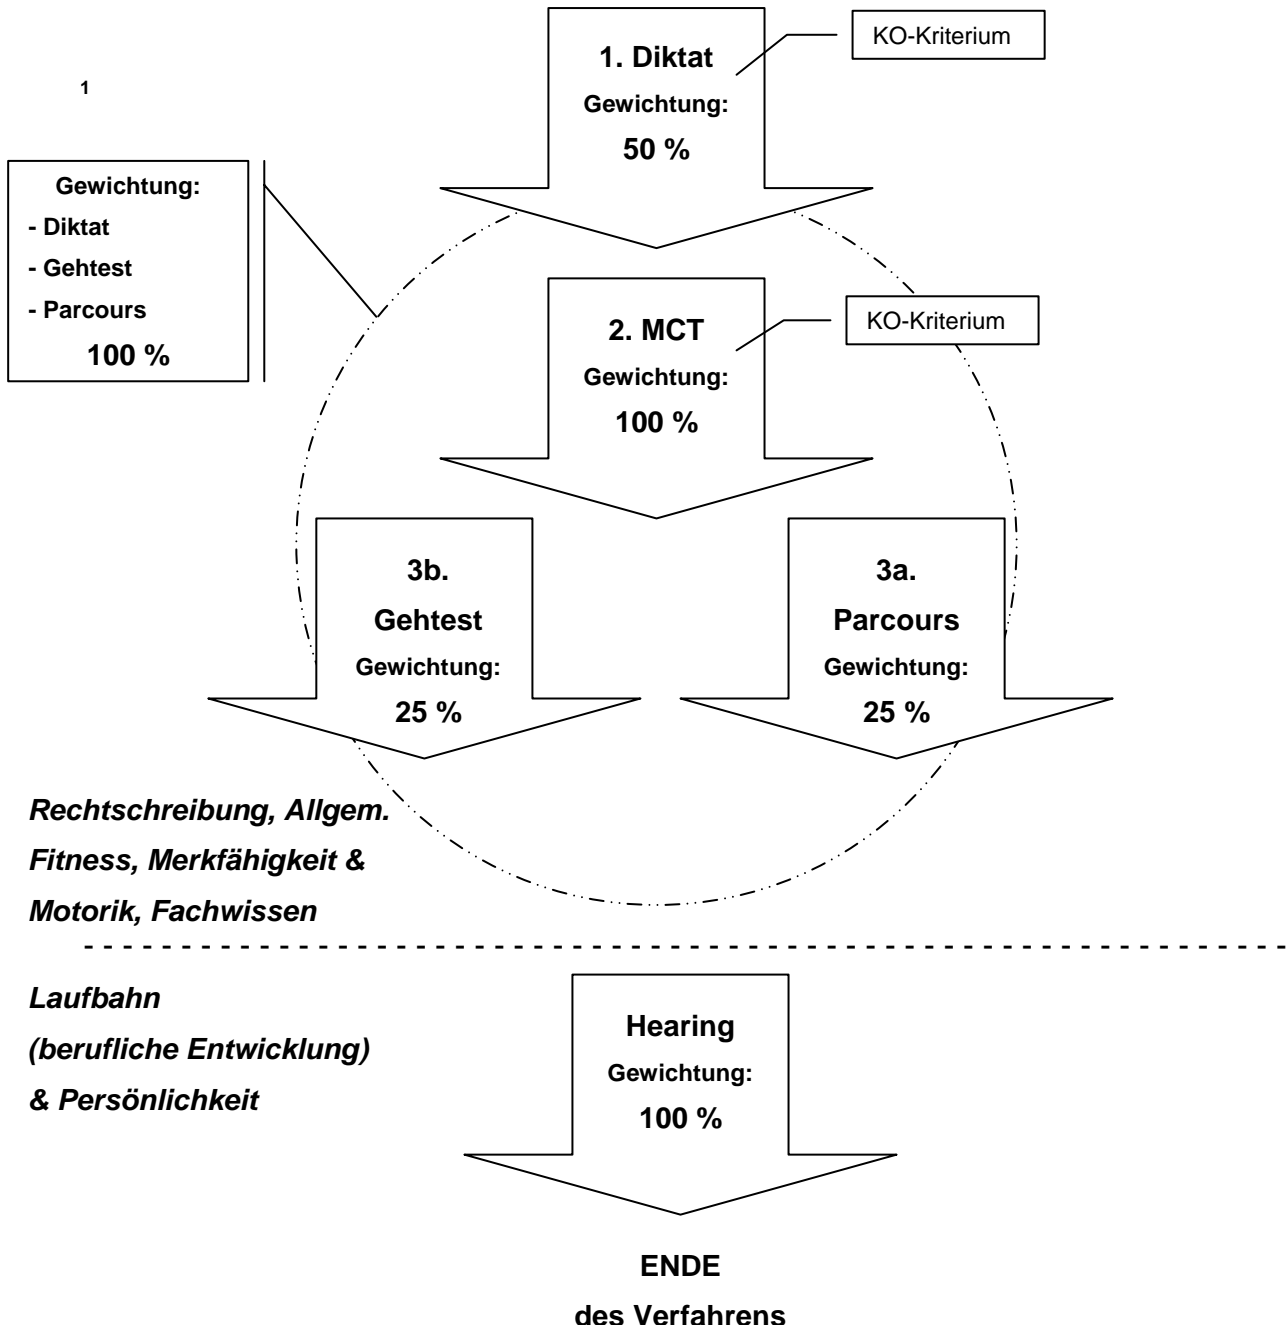 1. Diktat
Gewichtung:
50 %
KO-Kriterium
1
Gewichtung:
- Diktat
- Gehtest
- Parcours
100 %
2. MCT
Gewichtung:
100 %
KO-Kriterium
3b.
Gehtest
Gewichtung:
25 %
3a.
Parcours
Gewichtung:
25 %
Rechtschreibung, Allgem.
Fitness, Merkfähigkeit &
Motorik, Fachwissen
Laufbahn
(berufliche Entwicklung)
& Persönlichkeit
Hearing
Gewichtung:
100 %
ENDE
des Verfahrens